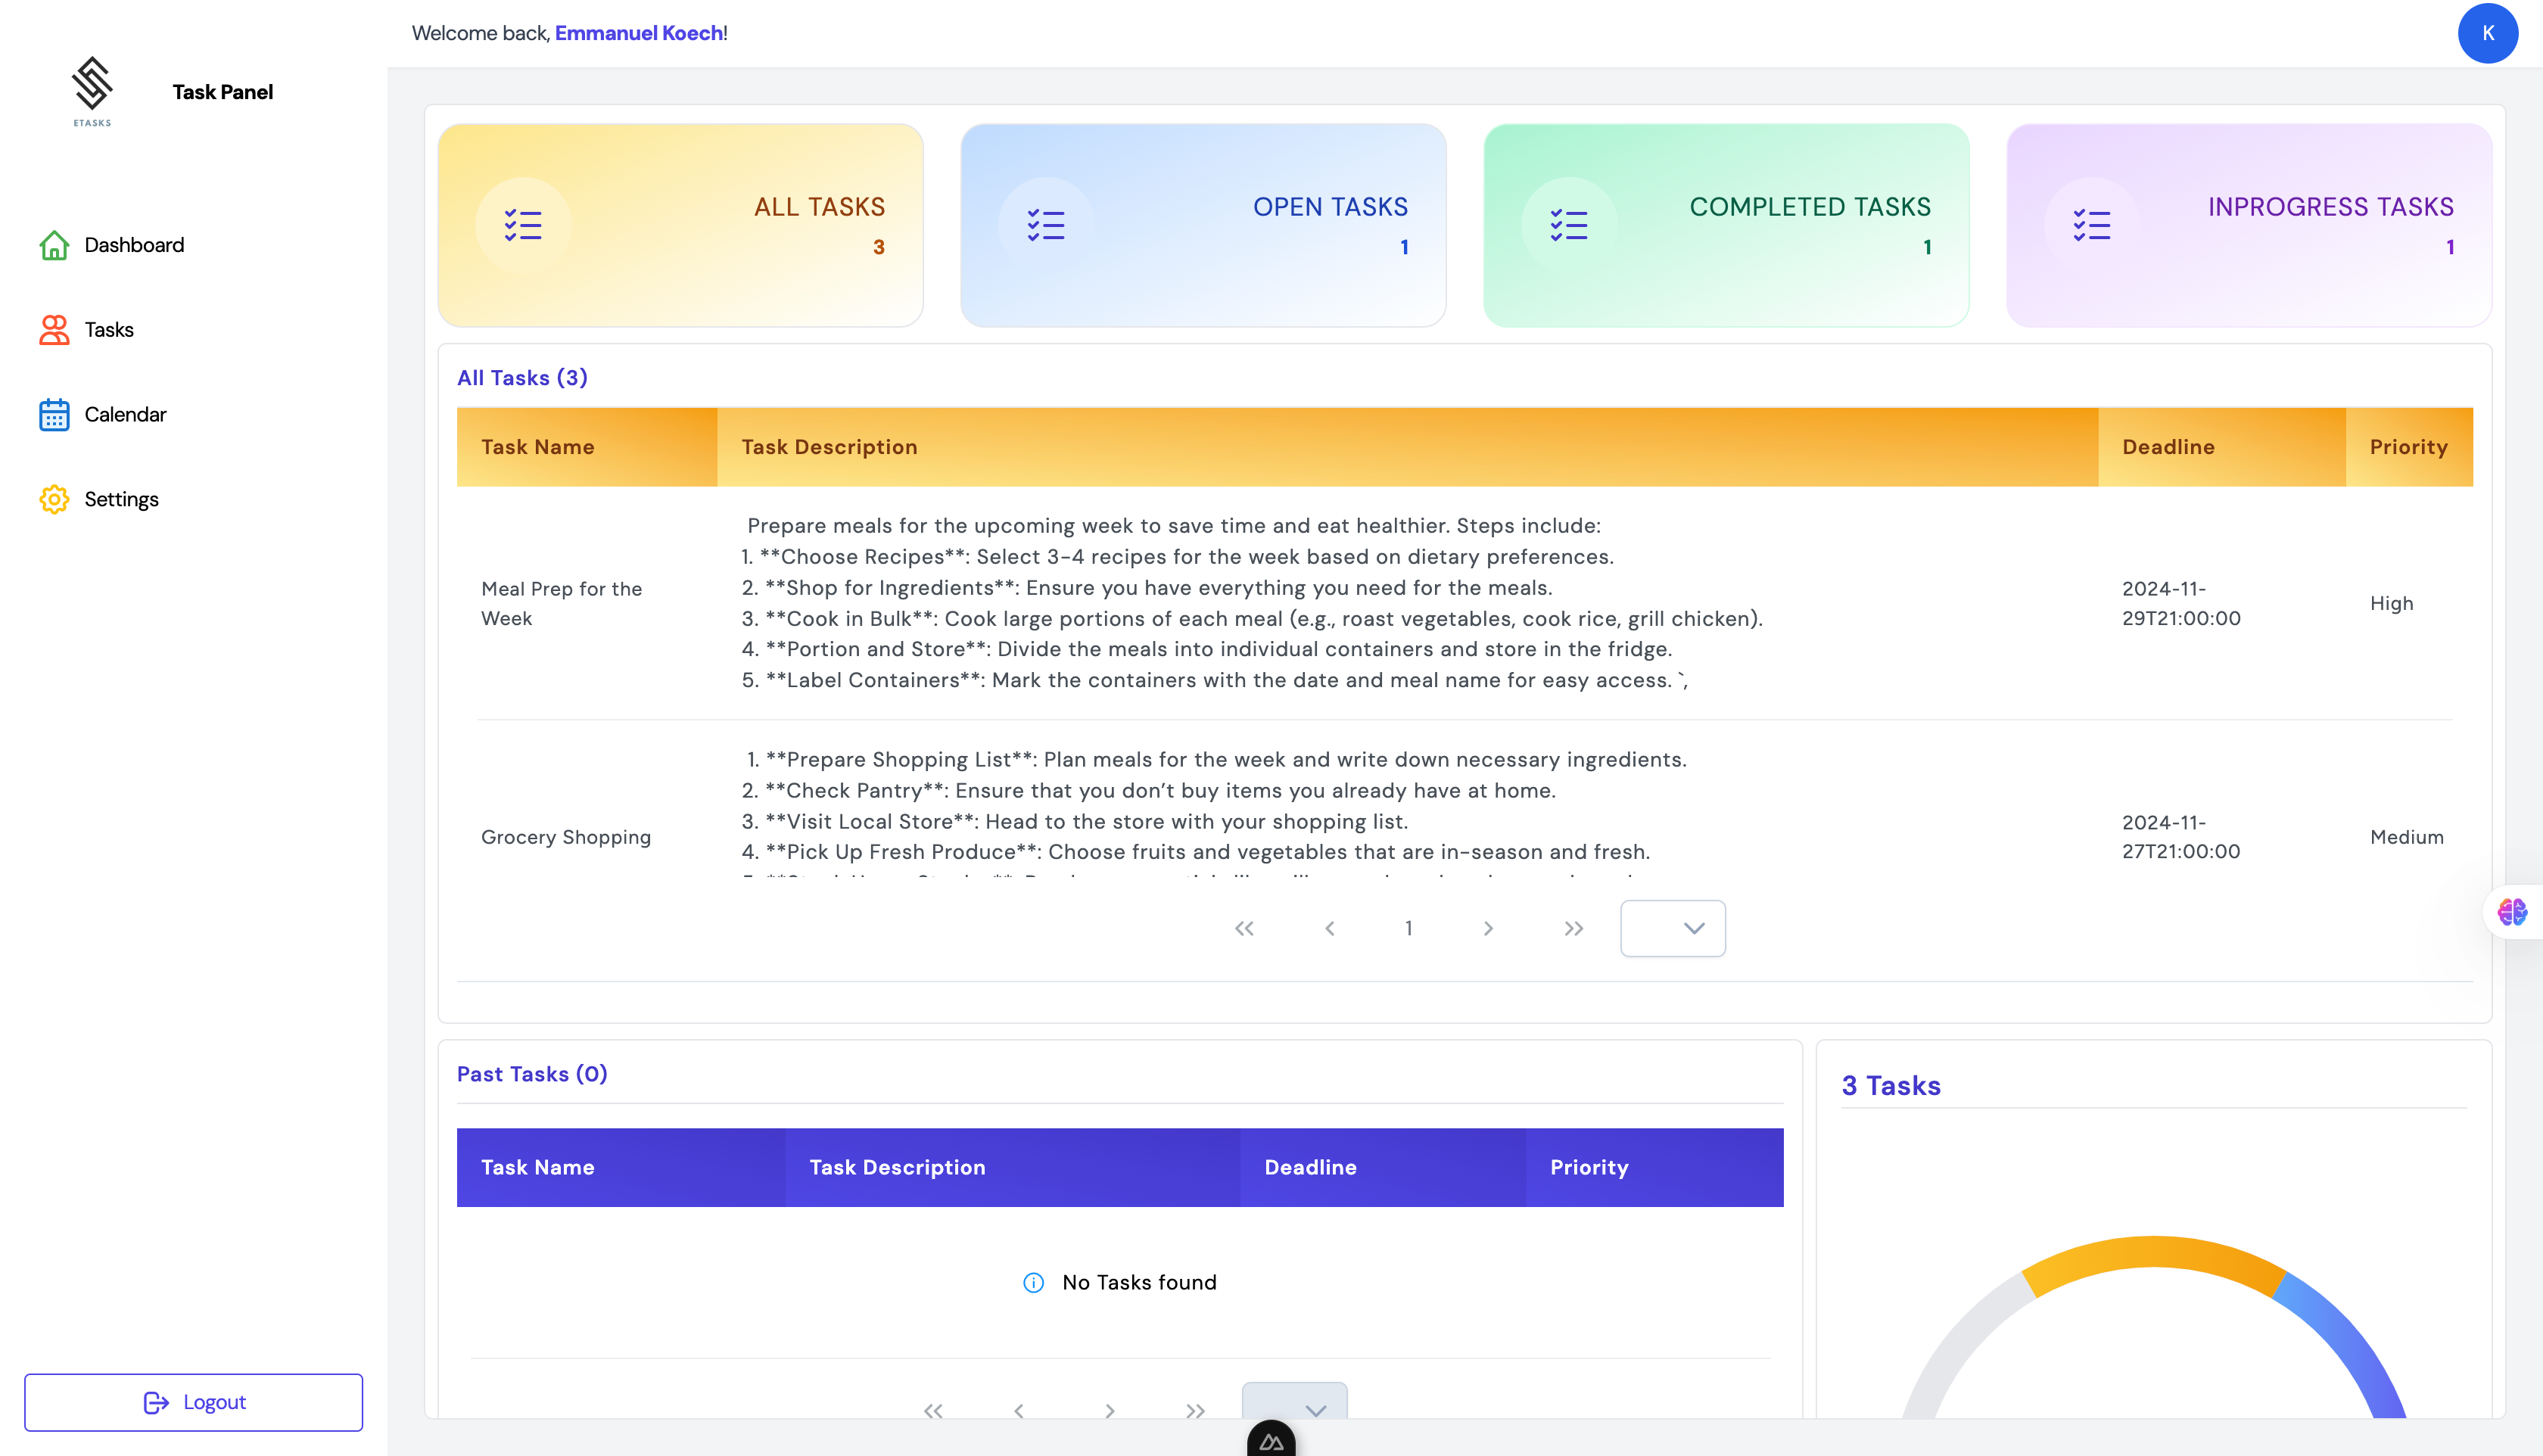 Welcome back, Emmanuel Koech!
K
ETASKS
Task Panel
Dashboard
Tasks
Calendar
Settings
Logout
ALL TASKS
3
OPEN TASKS
1
COMPLETED TASKS
1
INPROGRESS TASKS
1
All Tasks (3)
Task Name
Task Description
Deadline
Priority
Meal Prep for the
Week
Prepare meals for the upcoming week to save time and eat healthier. Steps include:
1. **Choose Recipes**: Select 3-4 recipes for the week based on dietary preferences.
2. **Shop for Ingredients**: Ensure you have everything you need for the meals.
3. **Cook in Bulk**: Cook large portions of each meal (e.g., roast vegetables, cook rice, grill chicken).
4. **Portion and Store**: Divide the meals into individual containers and store in the fridge.
5. **Label Containers**: Mark the containers with the date and meal name for easy access. `,
2024-11-
29T21:00:00
High
Grocery Shopping
1. **Prepare Shopping List**: Plan meals for the week and write down necessary ingredients.
2. **Check Pantry**: Ensure that you don’t buy items you already have at home.
3. **Visit Local Store**: Head to the store with your shopping list.
4. **Pick Up Fresh Produce**: Choose fruits and vegetables that are in-season and fresh.
2024-11-
27T21:00:00
Medium
1
Past Tasks (0)
Task Name
Task Description
Deadline
Priority
No Tasks found
3 Tasks